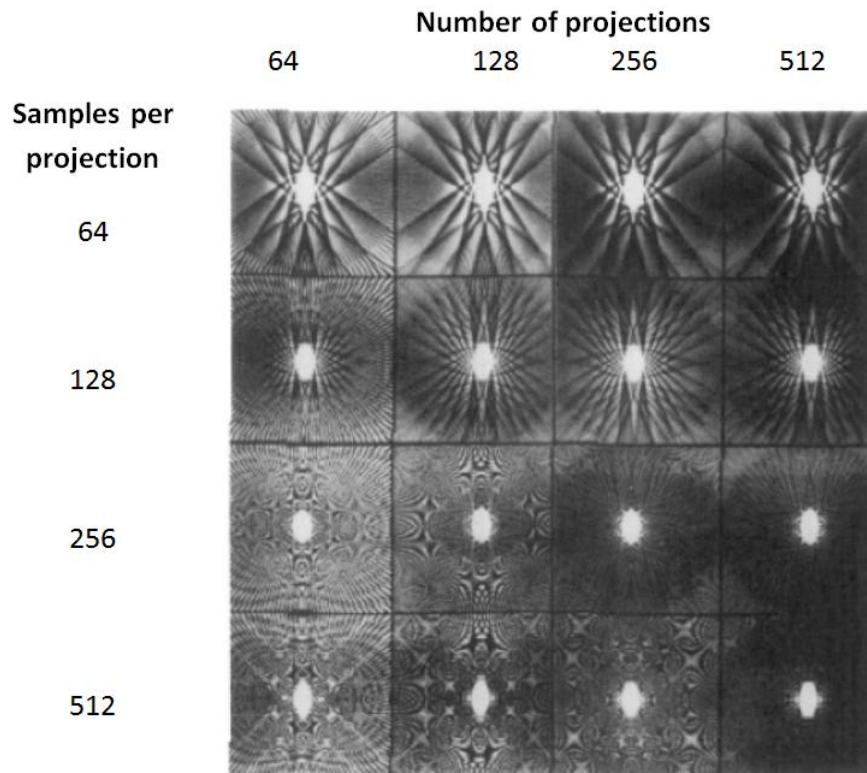 Number of projections
64 128 256 512
Samples per
projection
64
128
256
512